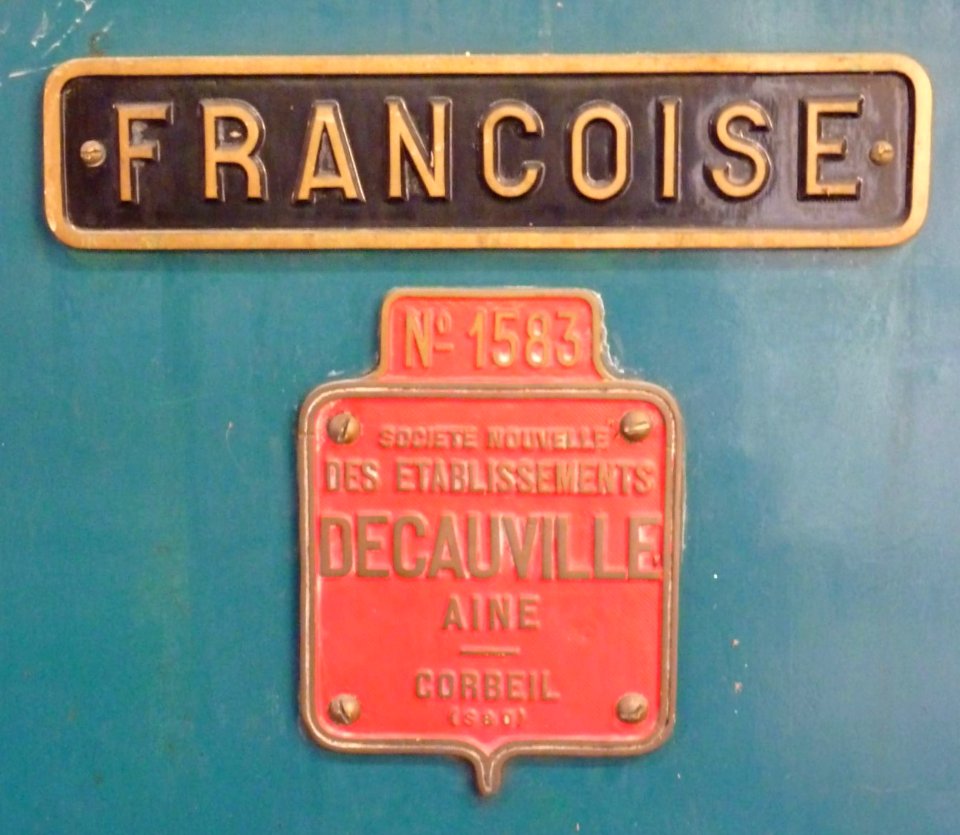 FRANCOISE
Nº 1583
SOCIETE NOUVELLE
DES ETABLISSEMENTS
DECAUVILLE
AINE
CORBEIL
(S & O)